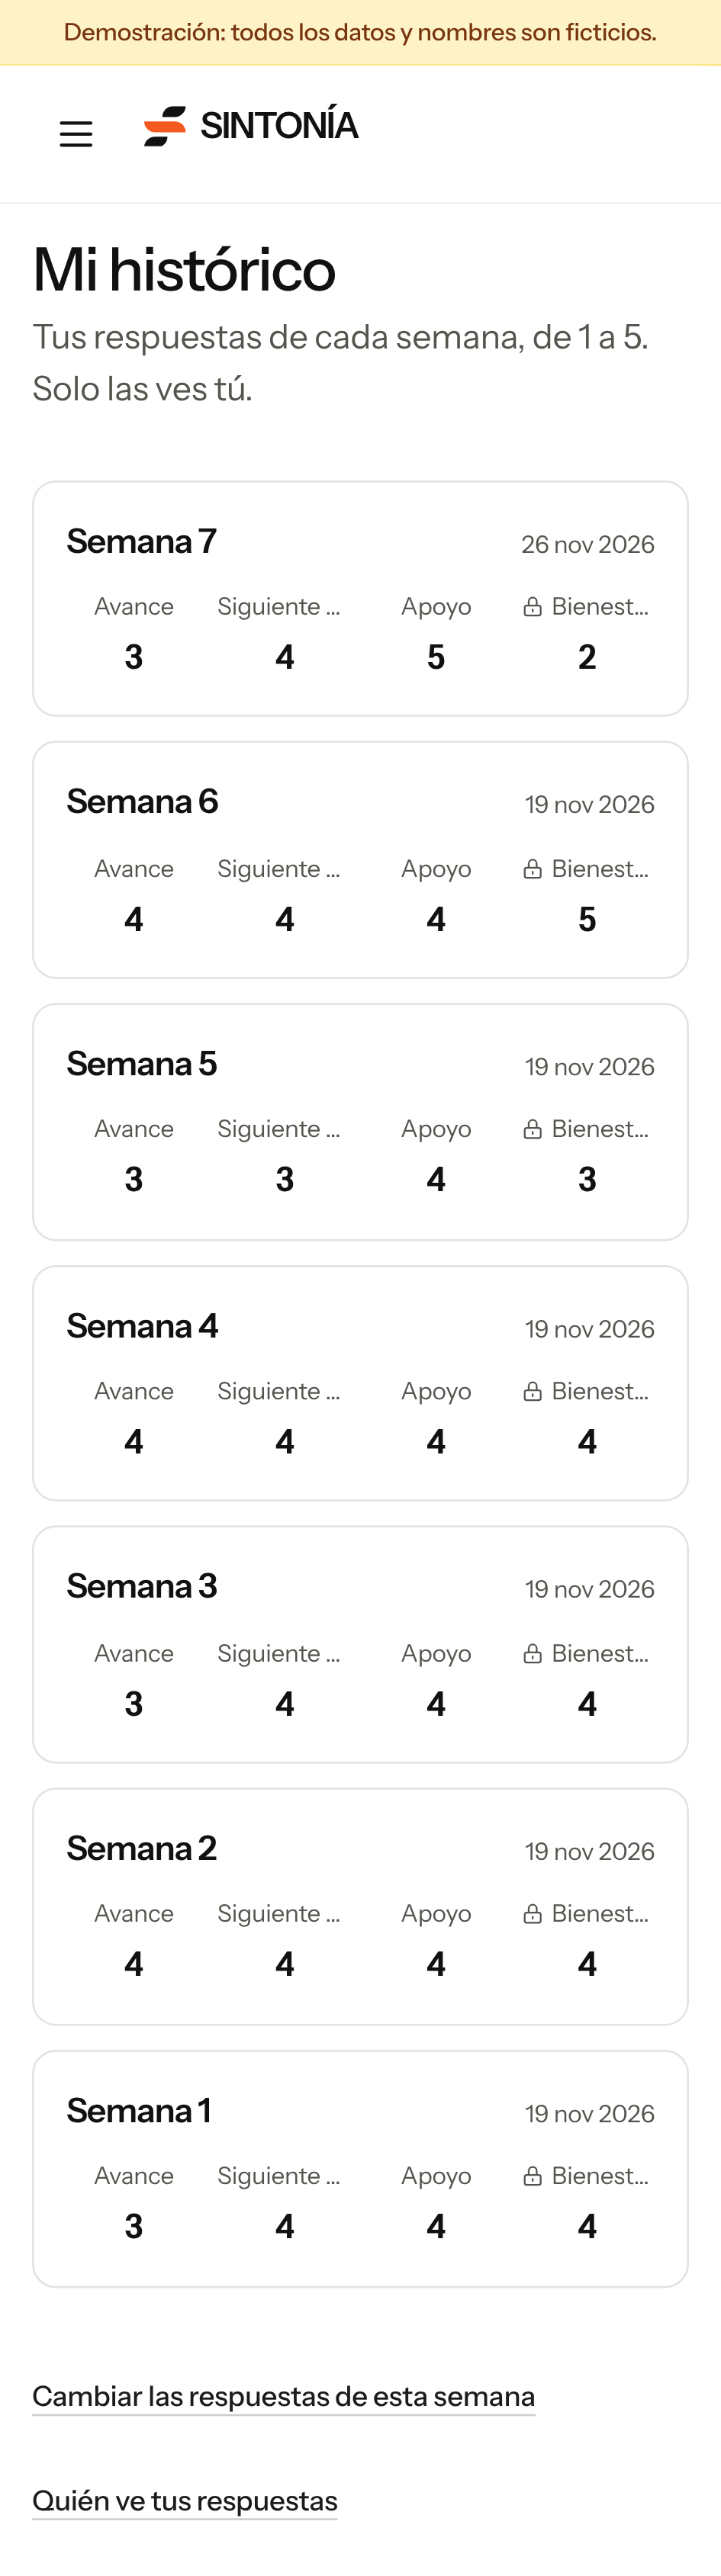 Demostración: todos los datos y nombres son ficticios.
SINTONÍA
Mi histórico
Tus respuestas de cada semana, de 1 a 5.
Solo las ves tú.
Semana 7 26 nov 2026
Avance Siguiente ... Apoyo Bienest...
3 4 5 2
Semana 6 19 nov 2026
Avance Siguiente ... Apoyo Bienest...
4 4 4 5
Semana 5 19 nov 2026
Avance Siguiente ... Apoyo Bienest...
3 3 4 3
Semana 4 19 nov 2026
Avance Siguiente ... Apoyo Bienest...
4 4 4 4
Semana 3 19 nov 2026
Avance Siguiente ... Apoyo Bienest...
3 4 4 4
Semana 2 19 nov 2026
Avance Siguiente ... Apoyo Bienest...
4 4 4 4
Semana 1 19 nov 2026
Avance Siguiente ... Apoyo Bienest...
3 4 4 4
Cambiar las respuestas de esta semana
Quién ve tus respuestas